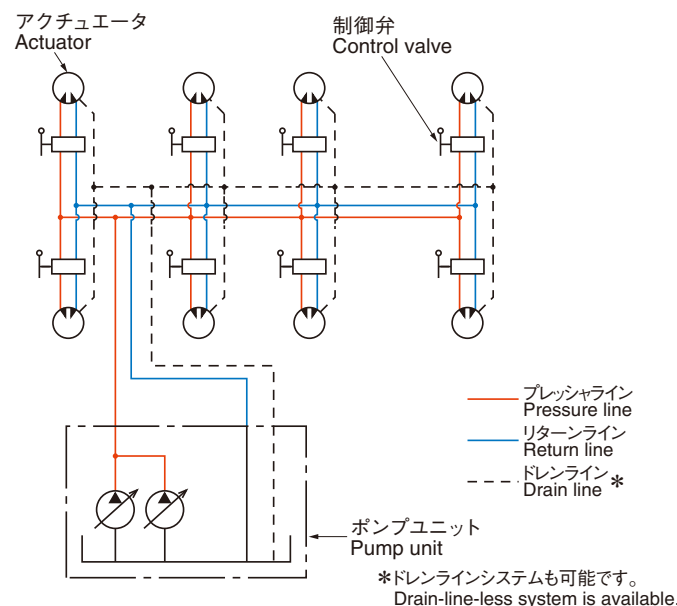 アクチュエータ
Actuator
制御弁
Control valve
プレッシャライン
Pressure line
リターンライン
Return line
ドレンライン
Drain line *
ポンプユニット
Pump unit
*ドレンラインシステムも可能です。
Drain-line-less system is available.